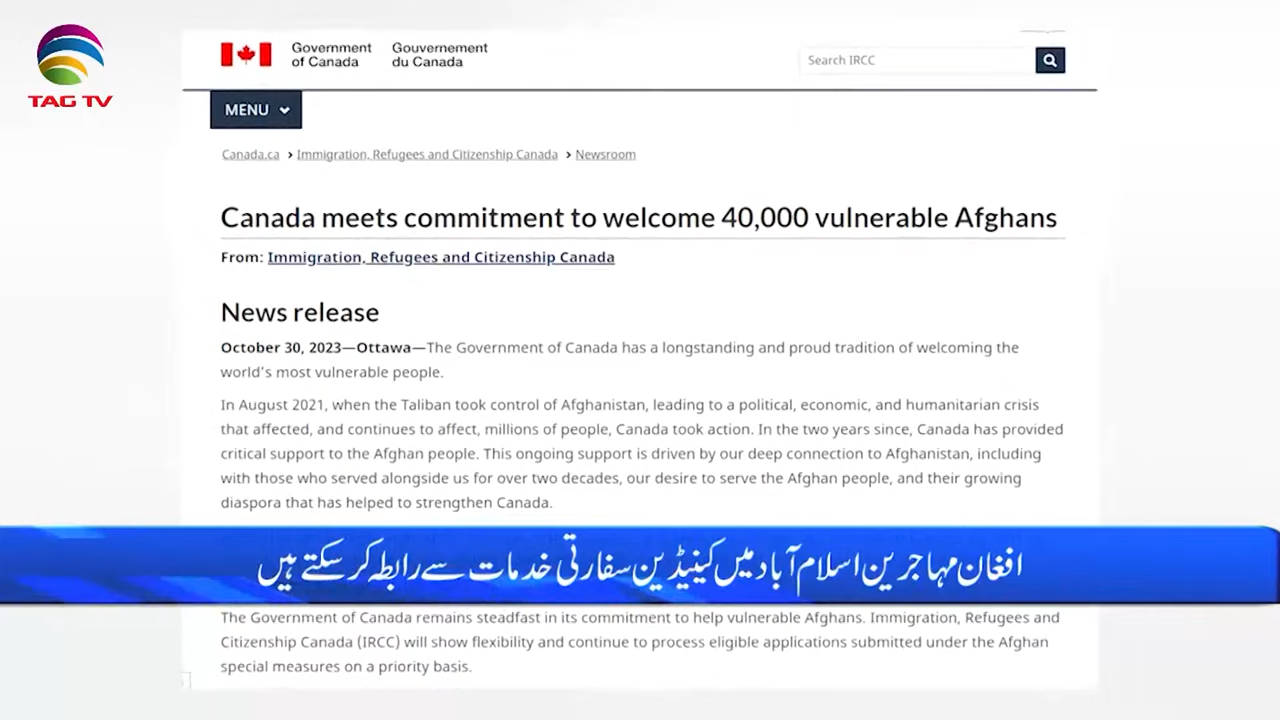 TAG TV
Government of Canada
Gouvernement du Canada
Search IRCC
MENU
Canada.ca > Immigration, Refugees and Citizenship Canada > Newsroom
Canada meets commitment to welcome 40,000 vulnerable Afghans
From: Immigration, Refugees and Citizenship Canada
News release
October 30, 2023—Ottawa—The Government of Canada has a longstanding and proud tradition of welcoming the
world's most vulnerable people.
In August 2021, when the Taliban took control of Afghanistan, leading to a political, economic, and humanitarian crisis
that affected, and continues to affect, millions of people, Canada took action. In the two years since, Canada has provided
critical support to the Afghan people. This ongoing support is driven by our deep connection to Afghanistan, including
with those who served alongside us for over two decades, our desire to serve the Afghan people, and their growing
diaspora that has helped to strengthen Canada.
افغان مہاجرین اسلام آباد میں کینیڈین سفارتی خدمات سے رابطہ کر سکتے ہیں
The Government of Canada remains steadfast in its commitment to help vulnerable Afghans. Immigration, Refugees and
Citizenship Canada (IRCC) will show flexibility and continue to process eligible applications submitted under the Afghan
special measures on a priority basis.